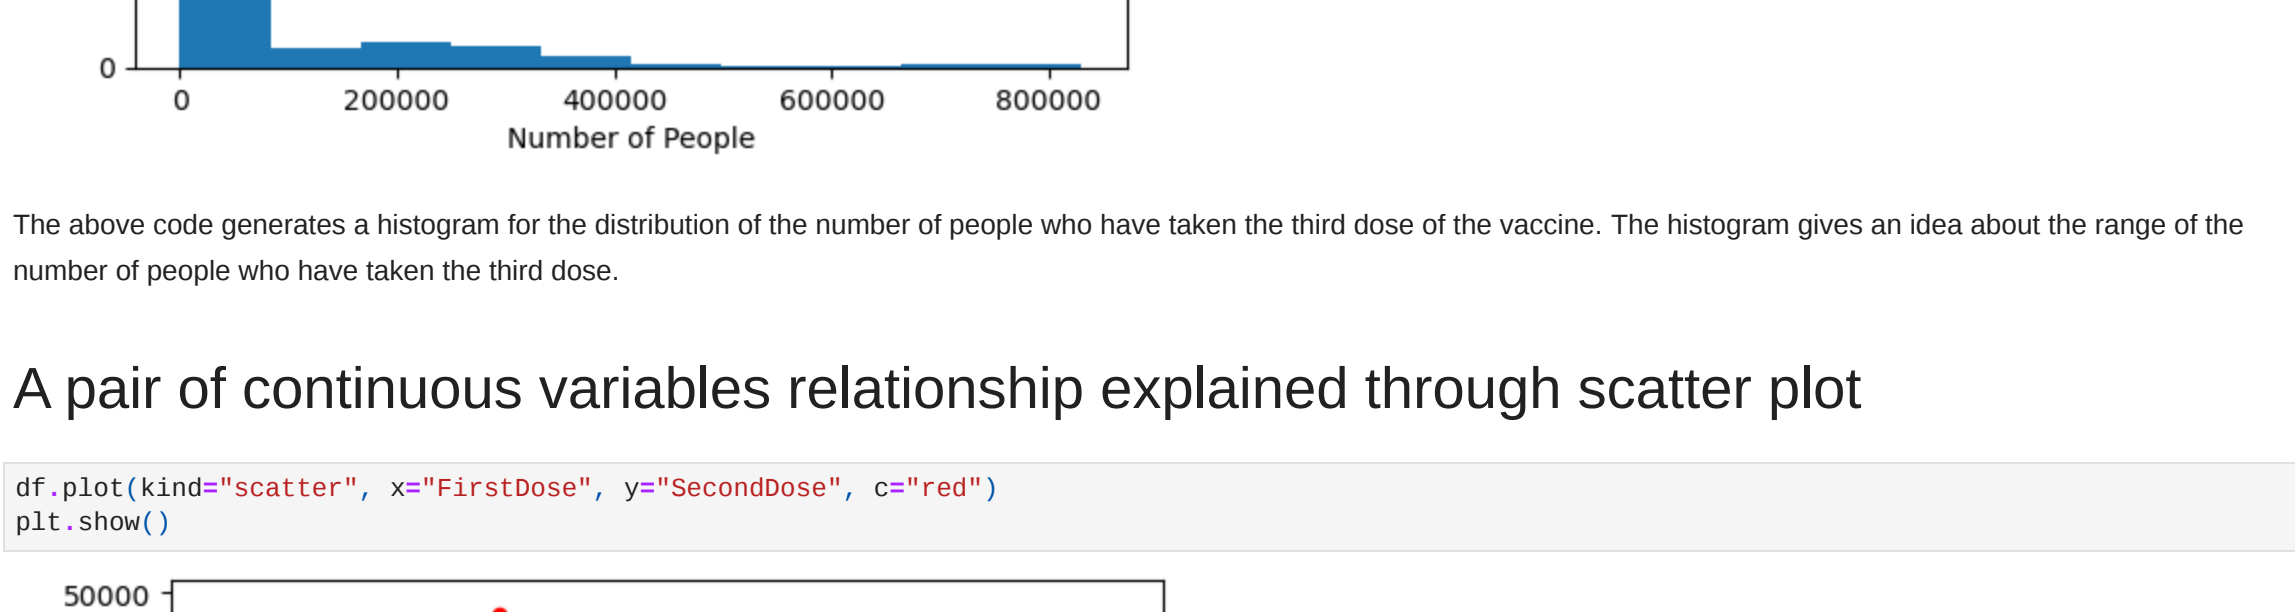 0
0 200000 400000 600000 800000
Number of People
The above code generates a histogram for the distribution of the number of people who have taken the third dose of the vaccine. The histogram gives an idea about the range of the
number of people who have taken the third dose.
A pair of continuous variables relationship explained through scatter plot
df.plot(kind="scatter", x="FirstDose", y="SecondDose", c="red")
plt.show()
50000